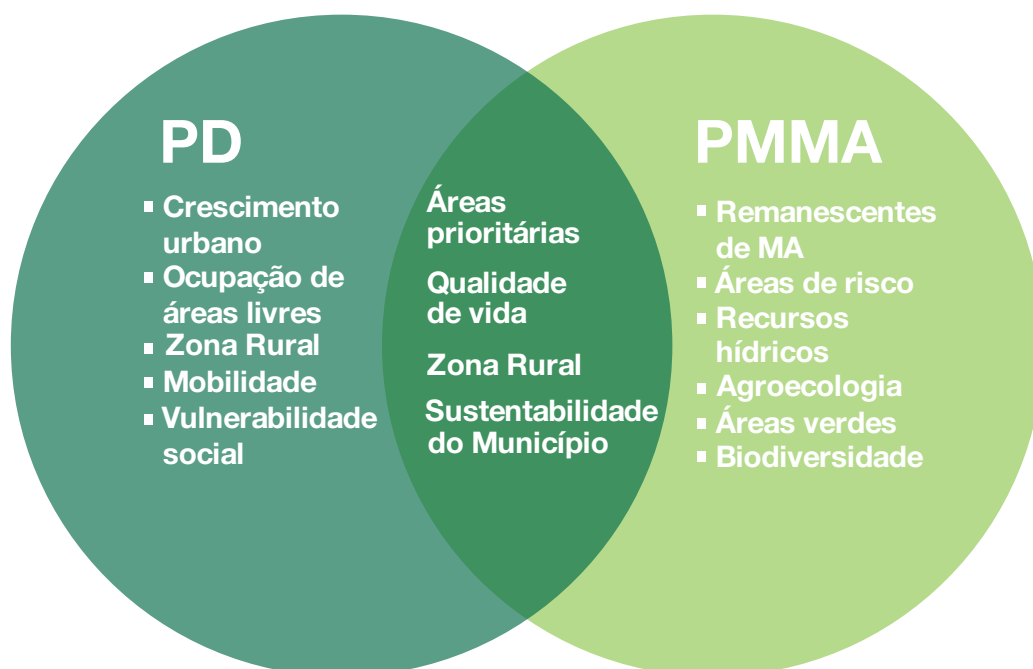 PD
▪ Crescimento
urbano
▪ Ocupação de
áreas livres
▪ Zona Rural
▪ Mobilidade
▪ Vulnerabilidade
social
Áreas
prioritárias
Qualidade
de vida
Zona Rural
Sustentabilidade
do Município
PMMA
▪ Remanescentes
de MA
▪ Áreas de risco
▪ Recursos
hídricos
▪ Agroecologia
▪ Áreas verdes
▪ Biodiversidade